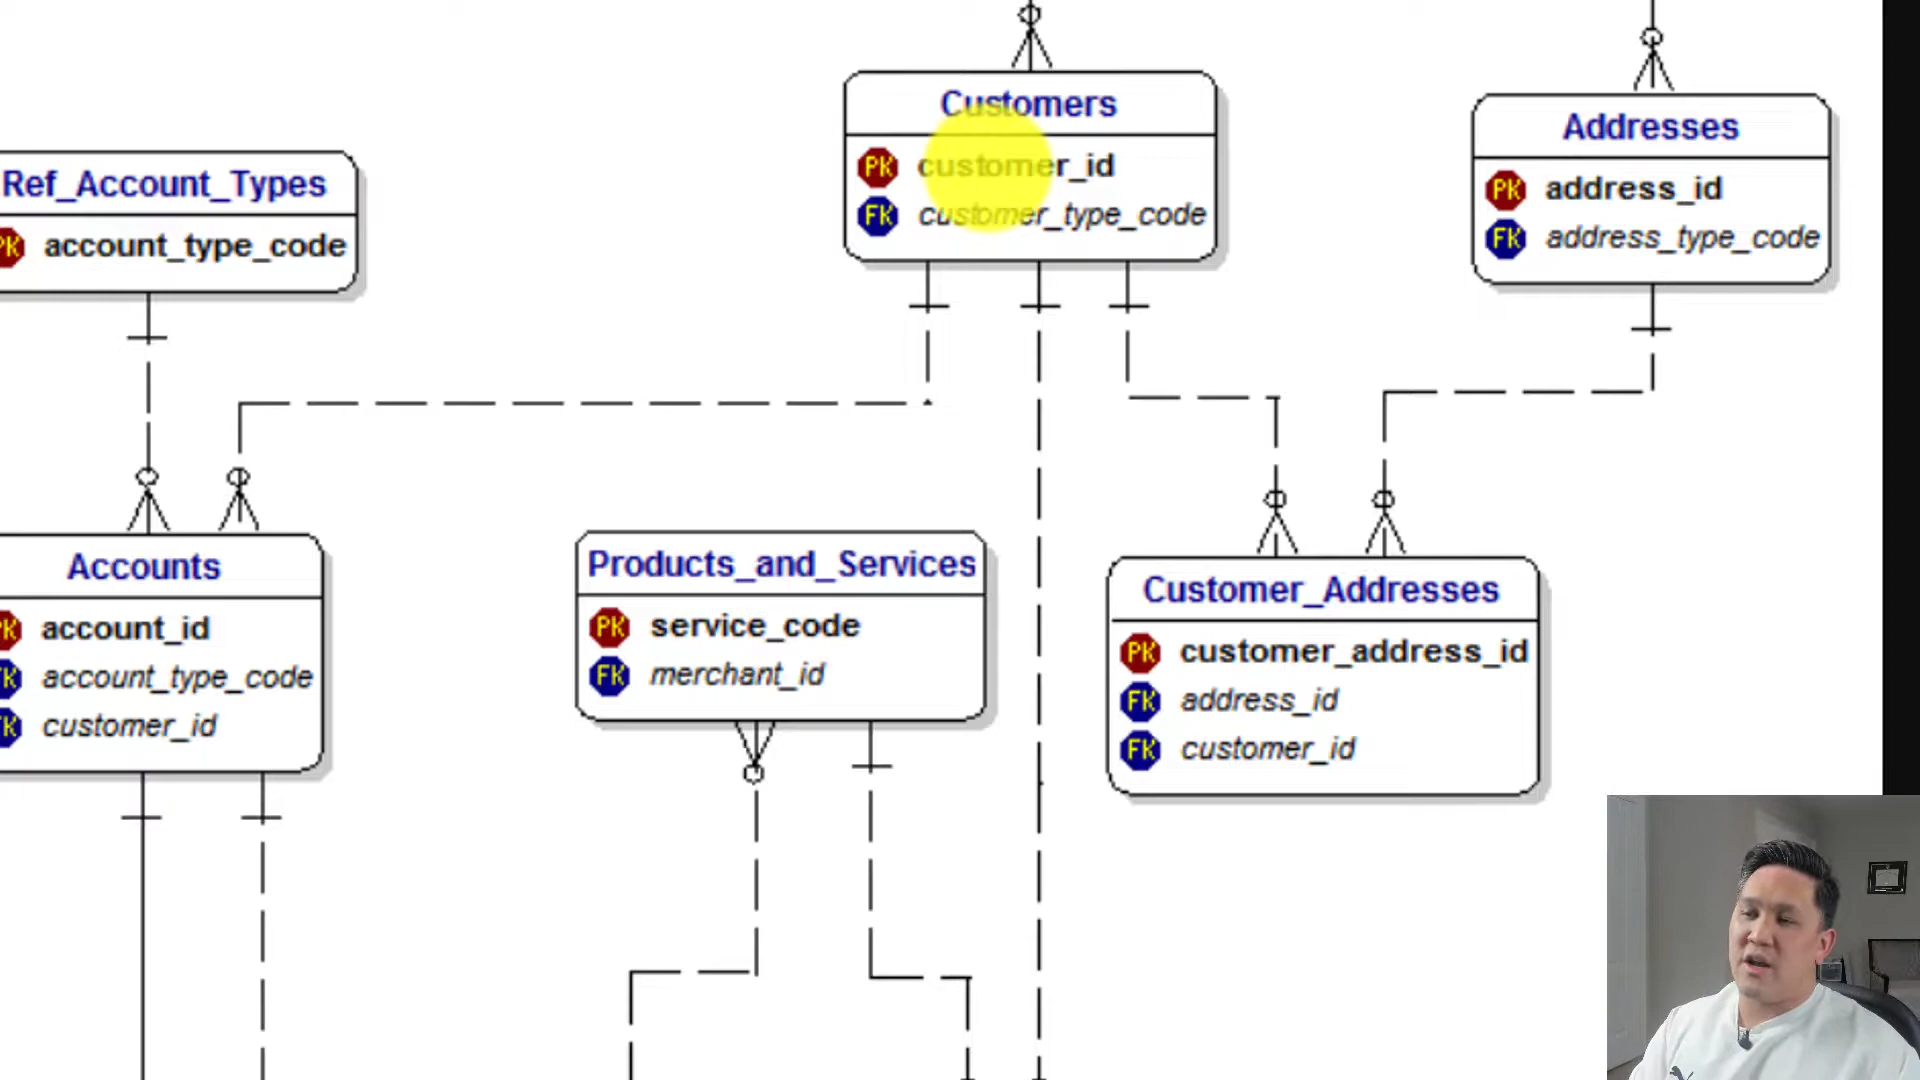 Customers
PK customer_id
FK customer_type_code
Addresses
PK address_id
FK address_type_code
Ref_Account_Types
PK account_type_code
Accounts
PK account_id
FK account_type_code
FK customer_id
Products_and_Services
PK service_code
FK merchant_id
Customer_Addresses
PK customer_address_id
FK address_id
FK customer_id